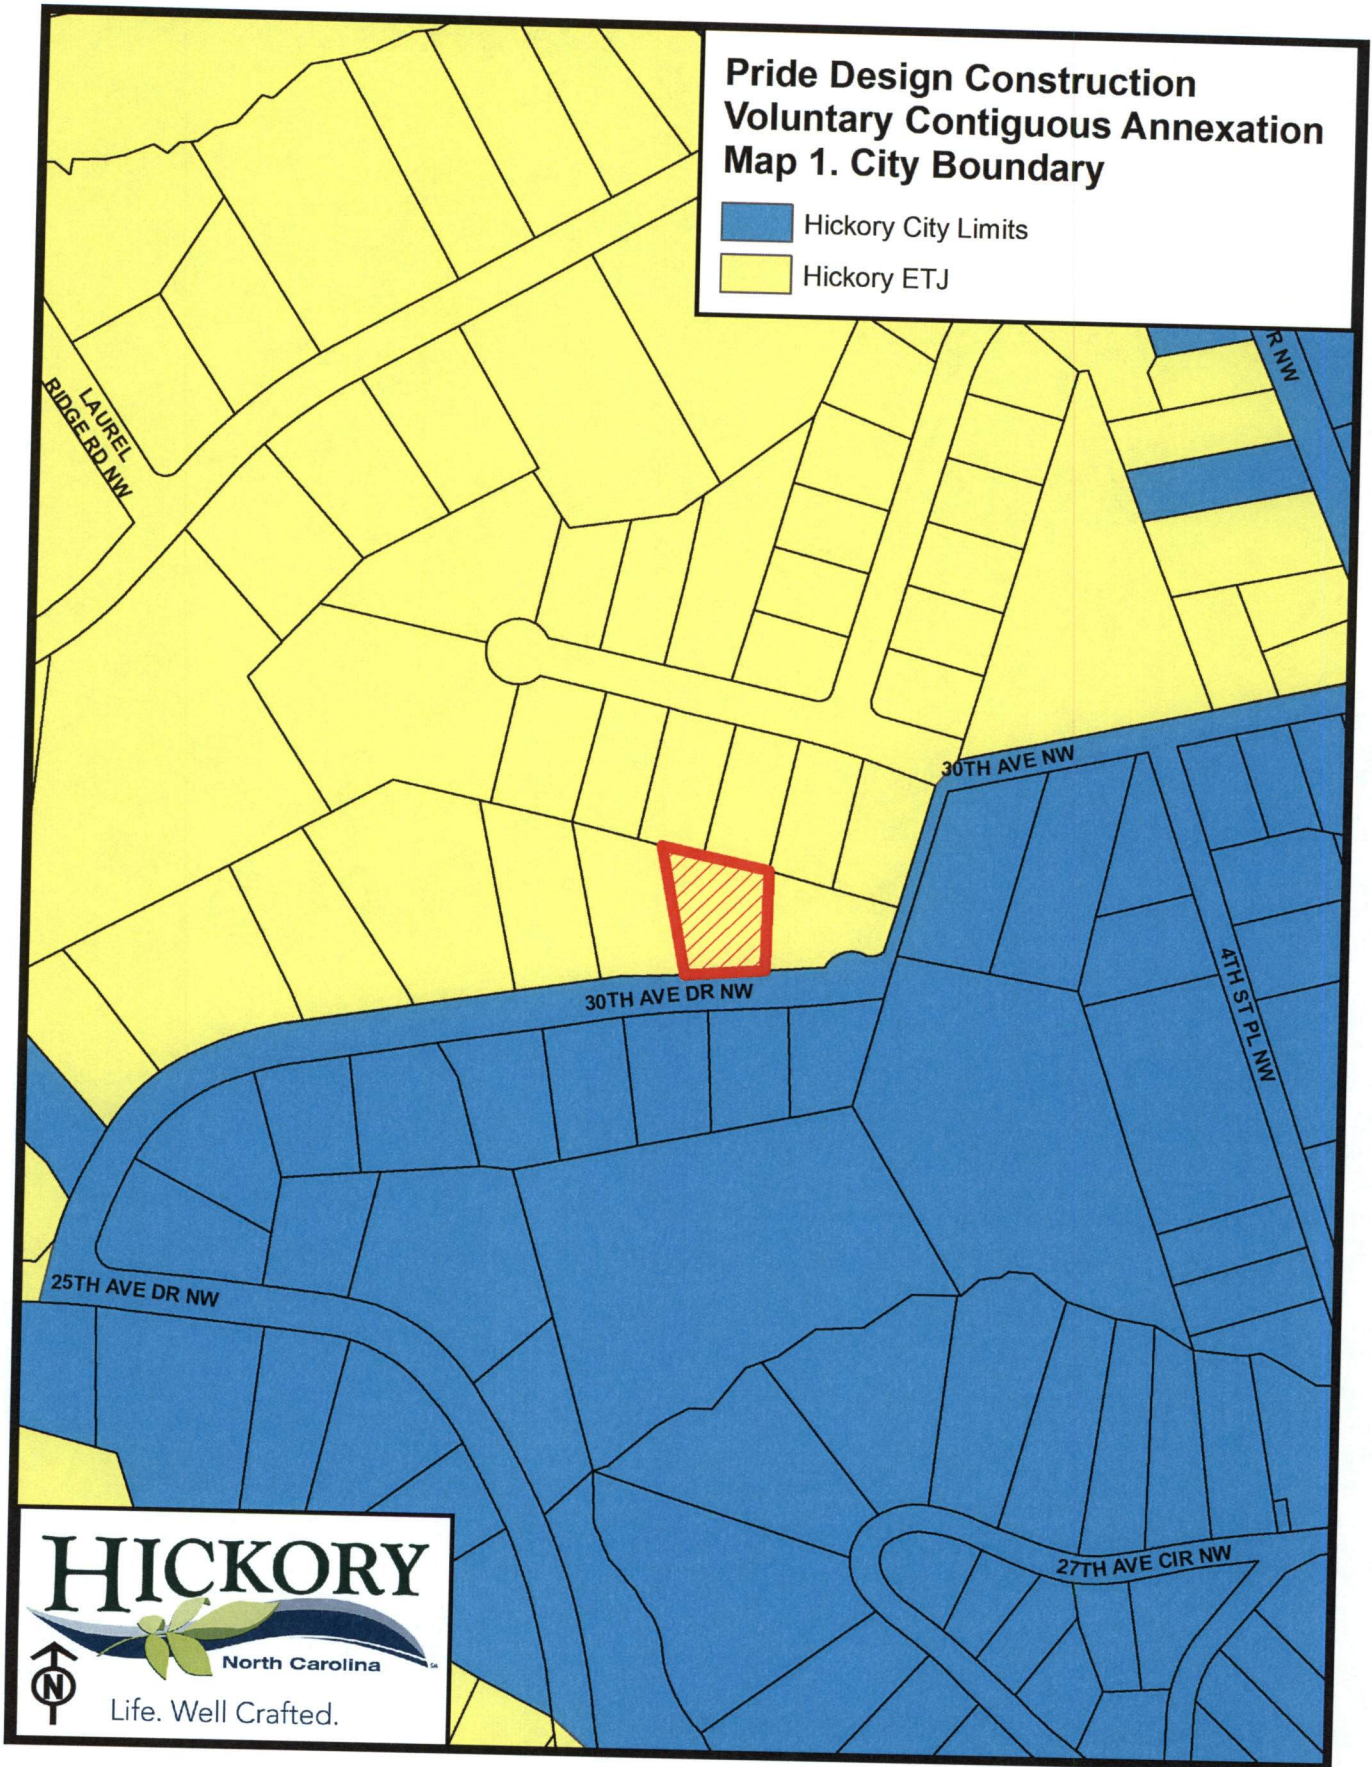 Pride Design Construction
Voluntary Contiguous Annexation
Map 1. City Boundary
Hickory City Limits
Hickory ETJ
R NW
LAUREL
RIDGE RD NW
30TH AVE NW
30TH AVE DR NW
4TH ST PL NW
25TH AVE DR NW
27TH AVE CIR NW
HICKORY
North Carolina
N
Life. Well Crafted.